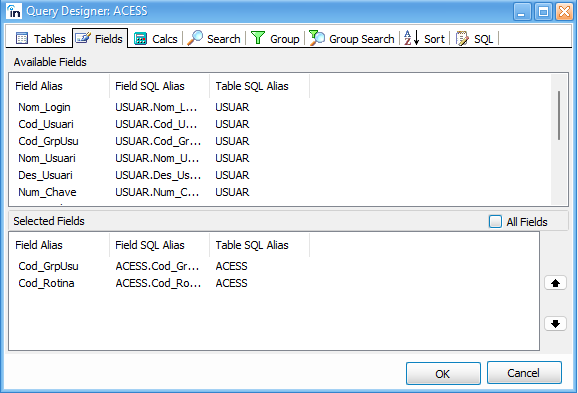 in Query Designer: ACESS
Tables Fields Calcs Search Group Group Search Sort SQL
Available Fields
Field Alias Field SQL Alias Table SQL Alias
Nom_Login USUAR.Nom_L... USUAR
Cod_Usuari USUAR.Cod_U... USUAR
Cod_GrpUsu USUAR.Cod_Gr... USUAR
Nom_Usuari USUAR.Nom_U... USUAR
Des_Usuari USUAR.Des_Us... USUAR
Num_Chave USUAR.Num_C... USUAR
Selected Fields All Fields
Field Alias Field SQL Alias Table SQL Alias
Cod_GrpUsu ACESS.Cod_Gr... ACESS
Cod_Rotina ACESS.Cod_Ro... ACESS
OK Cancel